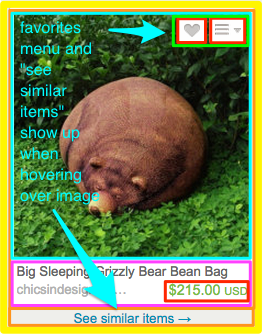 favorites
menu and
"see
similar
items"
show up
when
hovering
over image
Big Sleeping Grizzly Bear Bean Bag
chicsindesig...
$215.00 USD
See similar items →